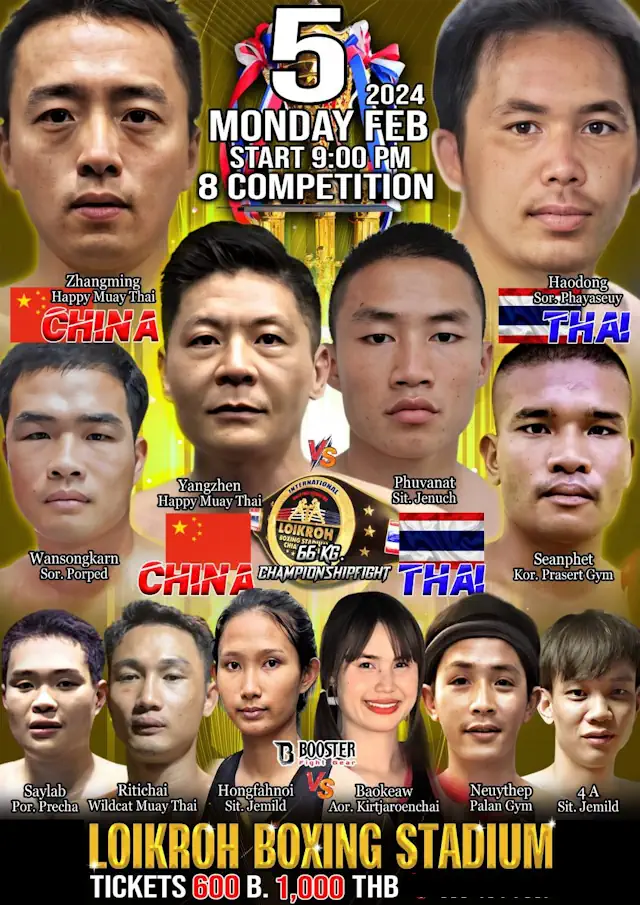 5
2024
MONDAY FEB
START 9:00 PM
8 COMPETITION
Zhangming
Happy Muay Thai
CHINA
Haodong
Sor. Phayaseuy
THAI
Yangzhen
Happy Muay Thai
CHINA
VS
Phuvanat
Sit. Jenuch
THAI
INTERNATIONAL
LOIKROH
BOXING STADIUM
66 KG.
CHAMPIONSHIPFIGHT
Wansongkarn
Sor. Porped
Seanphet
Kor. Prasert Gym
Saylab
Por. Precha
Ritichai
Wildcat Muay Thai
Hongfahnoi
Sit. Jemild
B BOOSTER
Fight Gear
VS
Baokeaw
Aor. Kirtjaroenchai
Neuythep
Palan Gym
4 A
Sit. Jemild
LOIKROH BOXING STADIUM
TICKETS 600 B. 1,000 THB